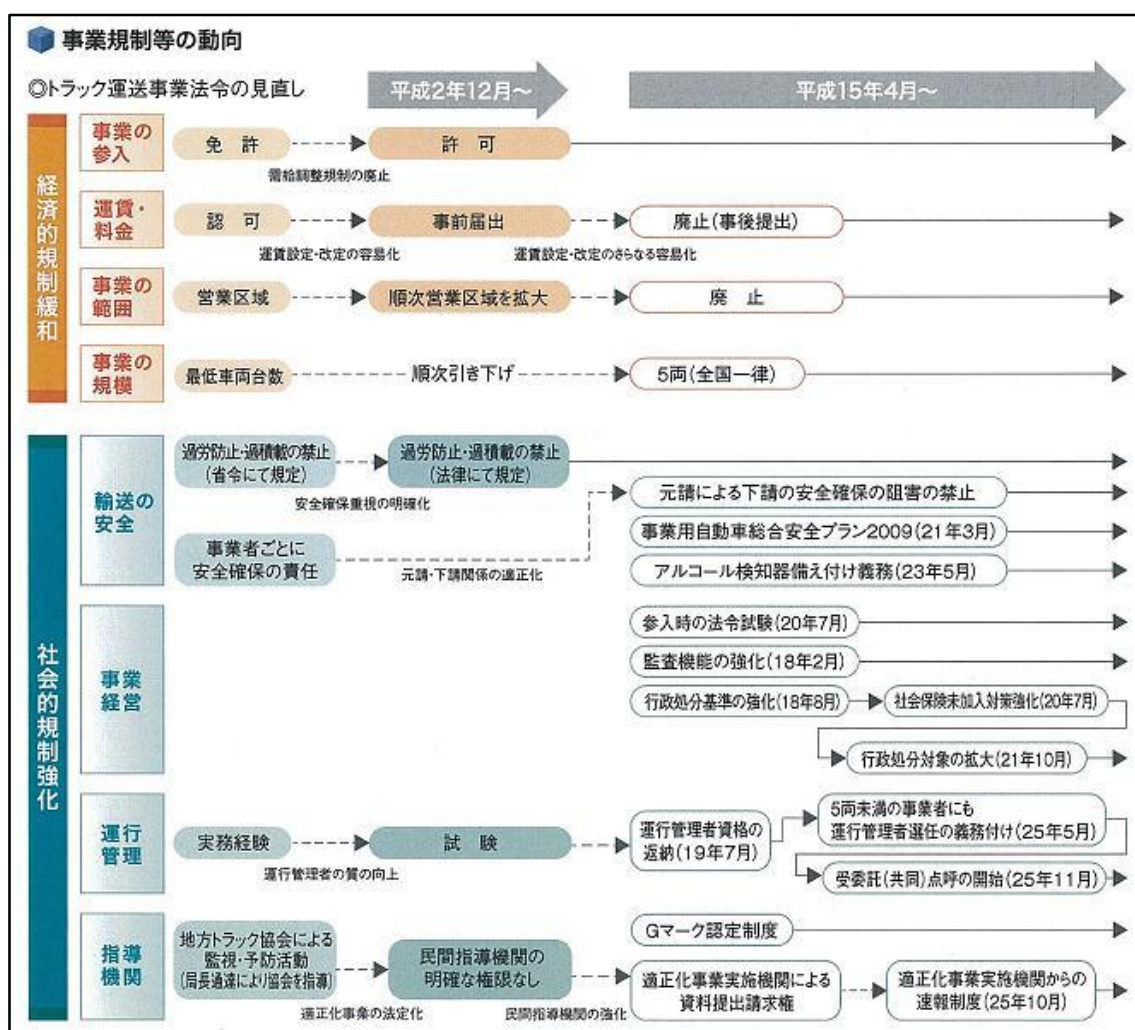 事業規制等の動向
◎トラック運送事業法令の見直し
平成2年12月～
平成15年4月～
経済的規制緩和
事業の
参入
免 許
許 可
需給調整規制の廃止
運賃・
料金
認 可
事前届出
廃止(事後提出)
運賃設定・改定の容易化
運賃設定・改定のさらなる容易化
事業の
範囲
営業区域
順次営業区域を拡大
廃 止
事業の
規模
最低車両台数
順次引き下げ
5両(全国一律)
社会的規制強化
輸送の
安全
過労防止・過積載の禁止
(省令にて規定)
過労防止・過積載の禁止
(法律にて規定)
安全確保重視の明確化
元請による下請の安全確保の阻害の禁止
事業用自動車総合安全プラン2009(21年3月)
事業者ごとに
安全確保の責任
元請・下請関係の適正化
アルコール検知器備え付け義務(23年5月)
事業
経営
参入時の法令試験(20年7月)
監査機能の強化(18年2月)
行政処分基準の強化(18年8月)
社会保険未加入対策強化(20年7月)
行政処分対象の拡大(21年10月)
運行
管理
実務経験
試 験
運行管理者の質の向上
運行管理者資格の
返納(19年7月)
5両未満の事業者にも
運行管理者選任の義務付け(25年5月)
受委託(共同)点呼の開始(25年11月)
指導
機関
地方トラック協会による
監視・予防活動
(局長通達により協会を指導)
民間指導機関の
明確な権限なし
適正化事業の法定化
民間指導機関の強化
Gマーク認定制度
適正化事業実施機関による
資料提出請求権
適正化事業実施機関からの
速報制度(25年10月)